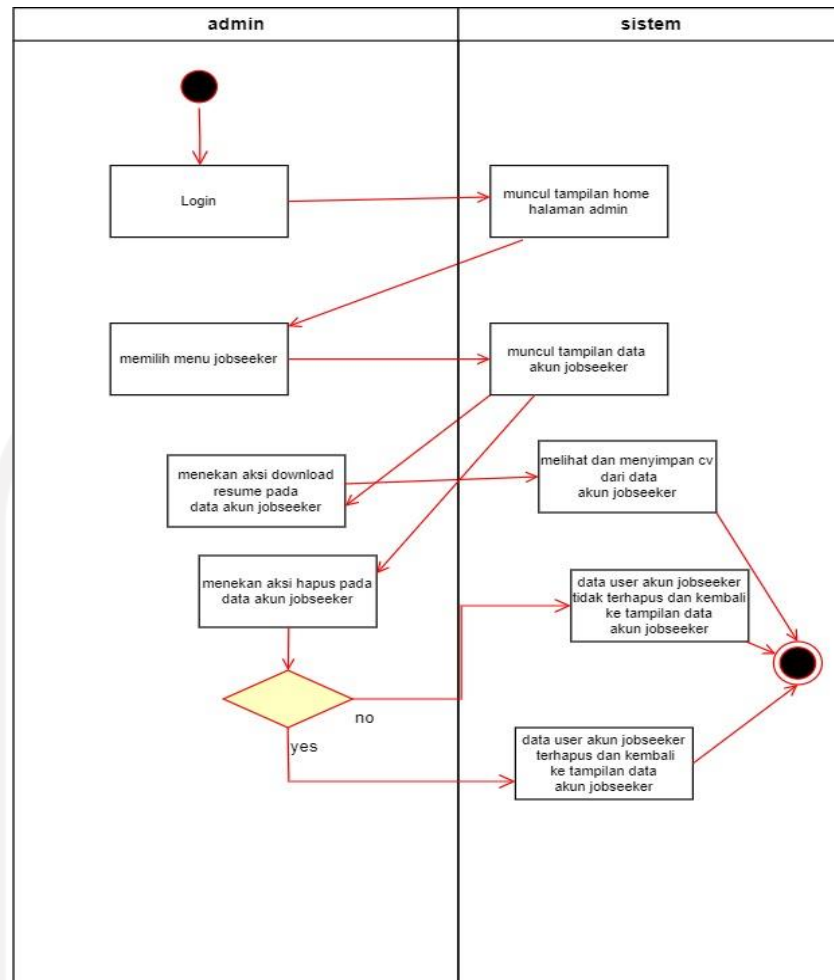 admin
sistem
Login
muncul tampilan home
halaman admin
memilih menu jobseeker
muncul tampilan data
akun jobseeker
menekan aksi download
resume pada
data akun jobseeker
melihat dan menyimpan cv
dari data
akun jobseeker
menekan aksi hapus pada
data akun jobseeker
data user akun jobseeker
tidak terhapus dan kembali
ke tampilan data
akun jobseeker
no
yes
data user akun jobseeker
terhapus dan kembali
ke tampilan data
akun jobseeker